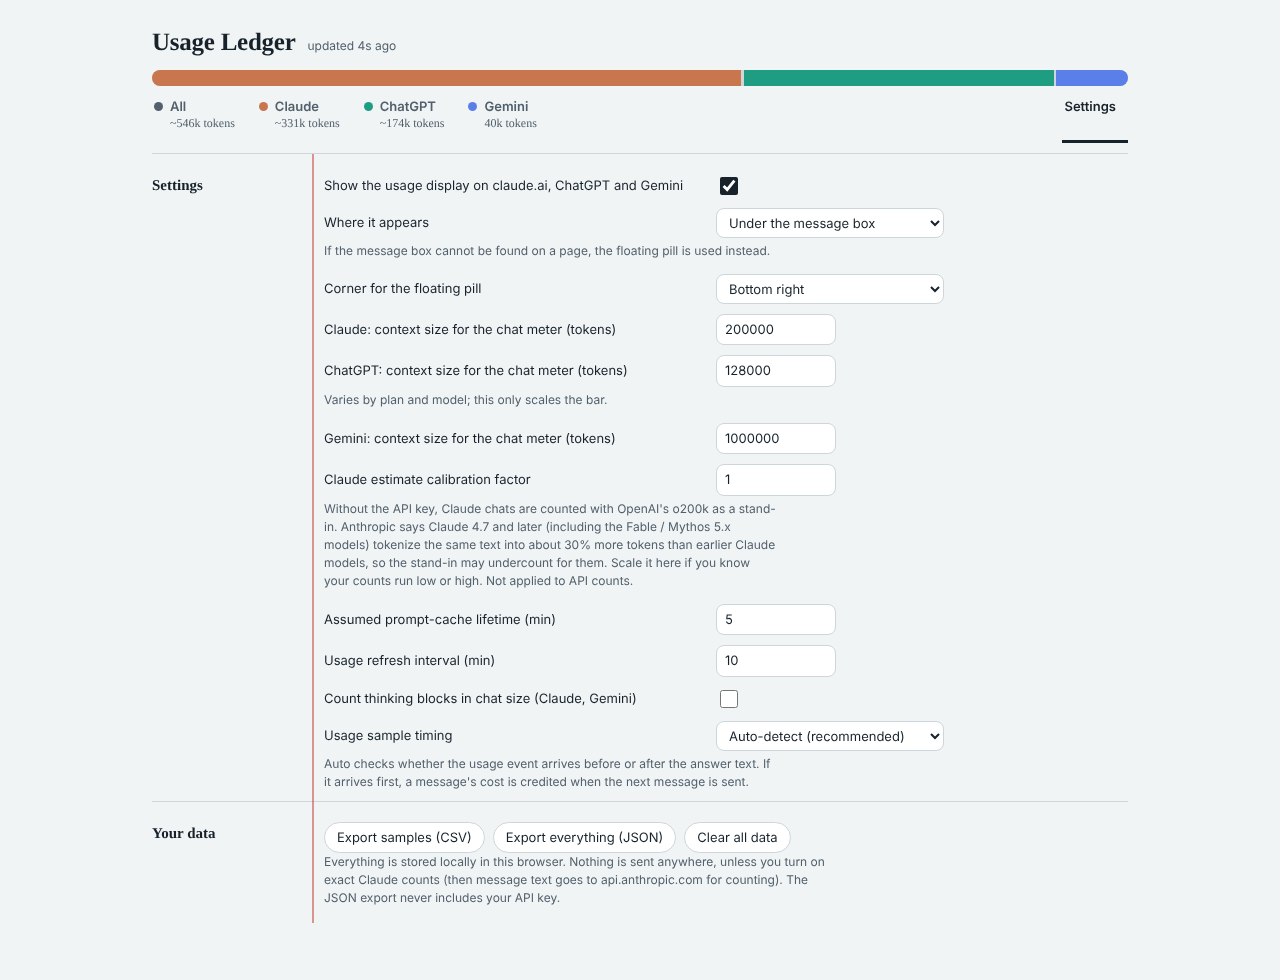 Usage Ledger updated 4s ago
All Claude ChatGPT Gemini Settings
~546k tokens ~331k tokens ~174k tokens 40k tokens
Settings
Show the usage display on claude.ai, ChatGPT and Gemini
Where it appears Under the message box
If the message box cannot be found on a page, the floating pill is used instead.
Corner for the floating pill Bottom right
Claude: context size for the chat meter (tokens) 200000
ChatGPT: context size for the chat meter (tokens) 128000
Varies by plan and model; this only scales the bar.
Gemini: context size for the chat meter (tokens) 1000000
Claude estimate calibration factor 1
Without the API key, Claude chats are counted with OpenAI's o200k as a stand-
in. Anthropic says Claude 4.7 and later (including the Fable / Mythos 5.x
models) tokenize the same text into about 30% more tokens than earlier Claude
models, so the stand-in may undercount for them. Scale it here if you know
your counts run low or high. Not applied to API counts.
Assumed prompt-cache lifetime (min) 5
Usage refresh interval (min) 10
Count thinking blocks in chat size (Claude, Gemini)
Usage sample timing Auto-detect (recommended)
Auto checks whether the usage event arrives before or after the answer text. If
it arrives first, a message's cost is credited when the next message is sent.
Your data
Export samples (CSV) Export everything (JSON) Clear all data
Everything is stored locally in this browser. Nothing is sent anywhere, unless you turn on
exact Claude counts (then message text goes to api.anthropic.com for counting). The
JSON export never includes your API key.